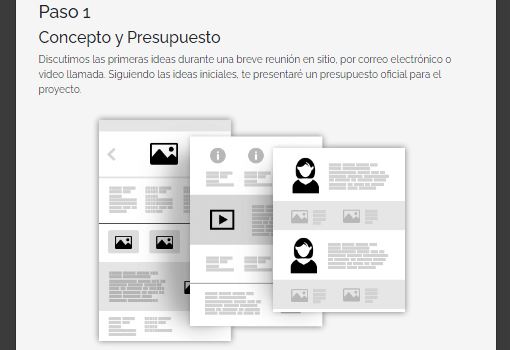 Paso 1
Concepto y Presupuesto
Discutimos las primeras ideas durante una breve reunión en sitio, por correo electrónico o
video llamada. Siguiendo las ideas iniciales, te presentaré un presupuesto oficial para el
proyecto.